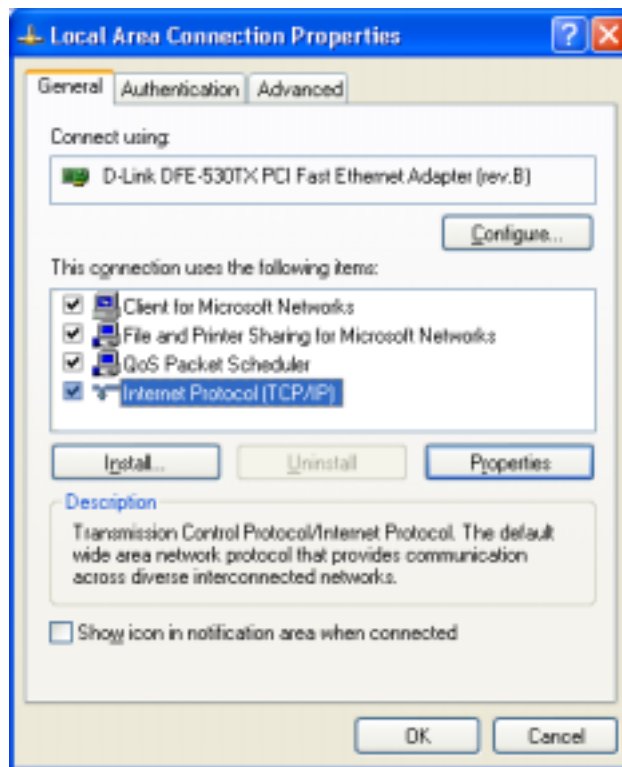 Local Area Connection Properties
General Authentication Advanced
Connect using:
D-Link DFE-530TX PCI Fast Ethernet Adapter (rev.B)
Configure...
This connection uses the following items:
Client for Microsoft Networks
File and Printer Sharing for Microsoft Networks
QoS Packet Scheduler
Internet Protocol (TCP/IP)
Install... Uninstall Properties
Description
Transmission Control Protocol/Internet Protocol. The default
wide area network protocol that provides communication
across diverse interconnected networks.
Show icon in notification area when connected
OK Cancel